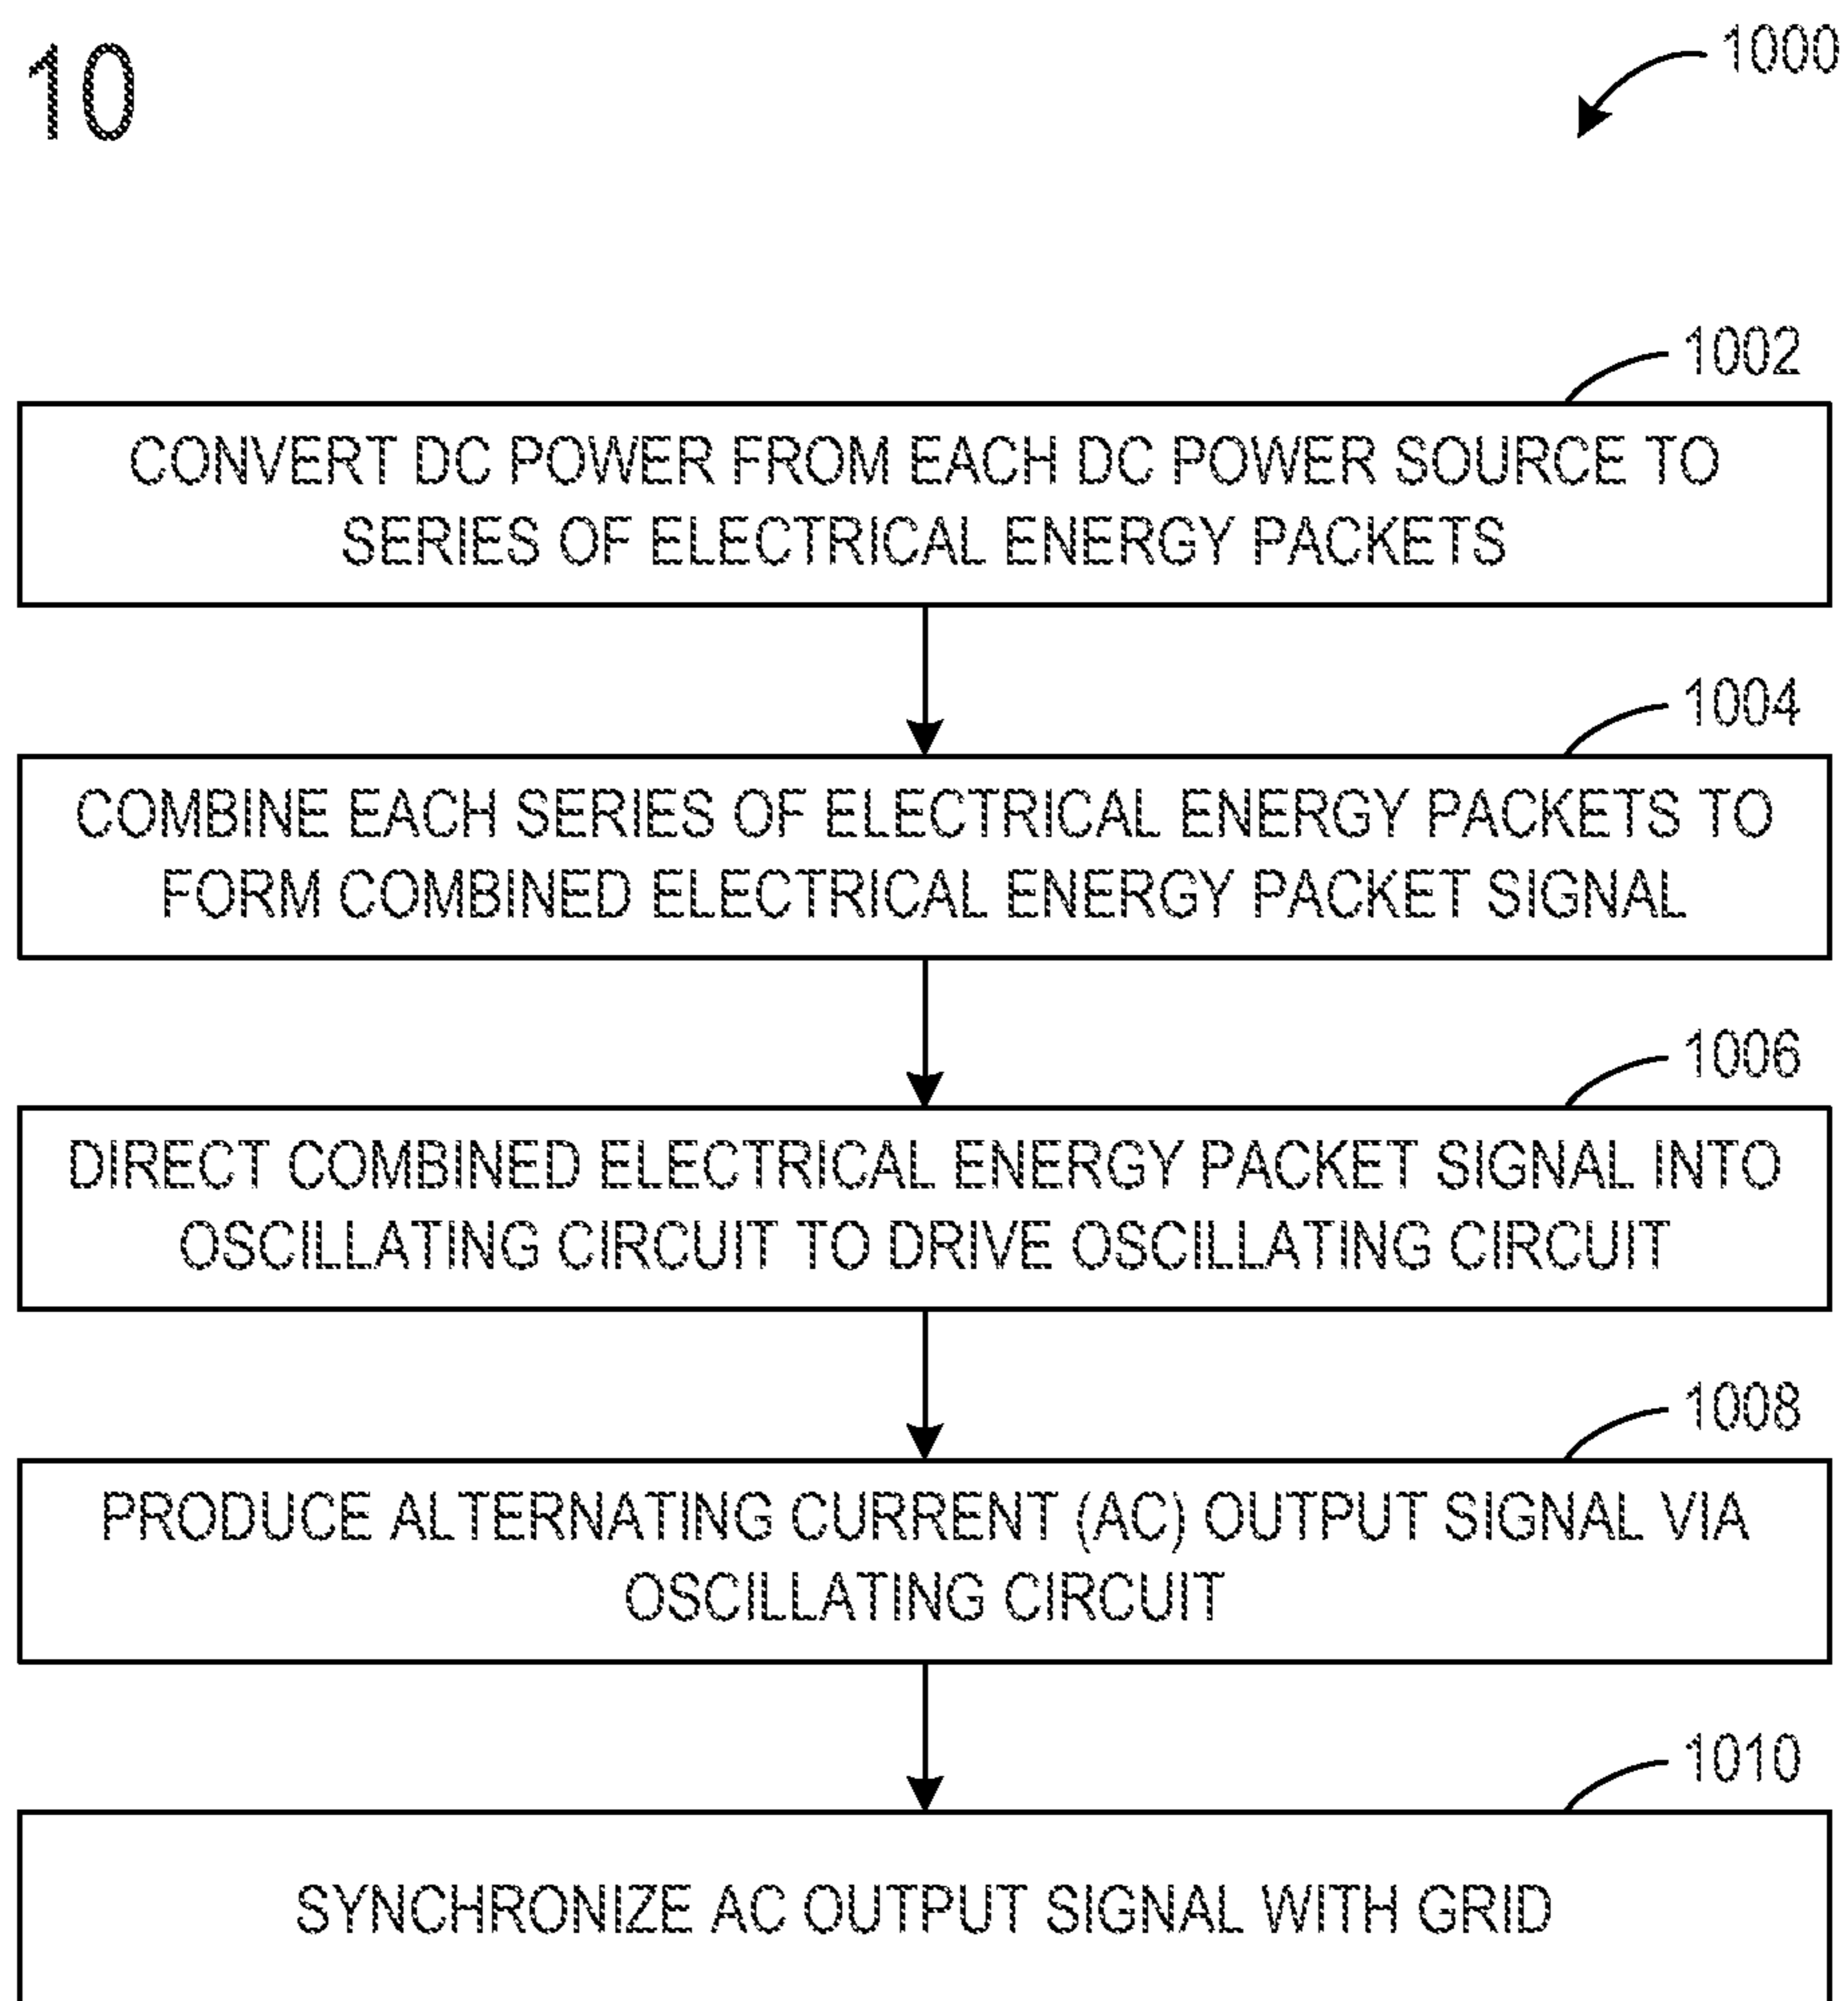 10
1000
1002
CONVERT DC POWER FROM EACH DC POWER SOURCE TO
SERIES OF ELECTRICAL ENERGY PACKETS
1004
COMBINE EACH SERIES OF ELECTRICAL ENERGY PACKETS TO
FORM COMBINED ELECTRICAL ENERGY PACKET SIGNAL
1006
DIRECT COMBINED ELECTRICAL ENERGY PACKET SIGNAL INTO
OSCILLATING CIRCUIT TO DRIVE OSCILLATING CIRCUIT
1008
PRODUCE ALTERNATING CURRENT (AC) OUTPUT SIGNAL VIA
OSCILLATING CIRCUIT
1010
SYNCHRONIZE AC OUTPUT SIGNAL WITH GRID